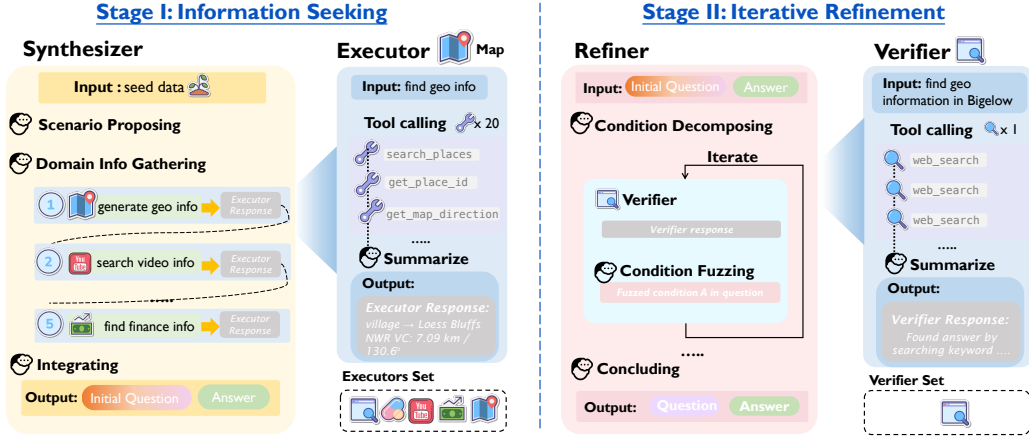 Stage I: Information Seeking
Synthesizer
Input : seed data
Scenario Proposing
Domain Info Gathering
1
generate geo info
Executor
Response
2
You
Tube
search video info
Executor
Response
.....
5
find finance info
Executor
Response
Integrating
Output:
Initial Question
Answer
Executor
Map
Input: find geo info
Tool calling
x 20
search_places
get_place_id
get_map_direction
.....
Summarize
Output:
Executor Response:
village → Loess Bluffs
NWR VC: 7.09 km /
130.6°
Executors Set
You
Tube
Stage II: Iterative Refinement
Refiner
Input:
Initial Question
Answer
Condition Decomposing
Iterate
Verifier
Verifier response
Condition Fuzzing
Fuzzed condition A in question
.....
Concluding
Output:
Question
Answer
Verifier
Input: find geo
information in Bigelow
Tool calling
x 1
web_search
web_search
web_search
.....
Summarize
Output:
Verifier Response:
Found answer by
searching keyword ....
Verifier Set